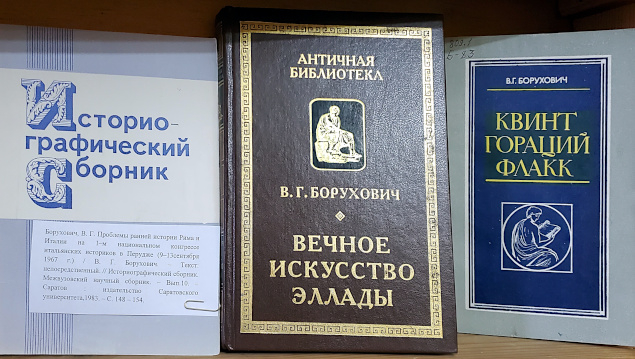 Историо-
графический
Сборник
Борухович, В. Г. Проблемы ранней истории Рима и
Италии на 1-м национальном конгрессе
итальянских историков в Перудже (9-13сентября
1967 г.) / В. Г. Борухович. - Текст:
непосредственный. // Историографический сборник.
Межвузовский научный сборник. – Вып.10. –
Саратов : издательство Саратовского
университета,1983. – С. 148 – 154.
АНТИЧНАЯ
БИБЛИОТЕКА
В. Г. БОРУХОВИЧ
ВЕЧНОЕ
ИСКУССТВО
ЭЛЛАДЫ
В.Г. БОРУХОВИЧ
КВИНТ
ГОРАЦИЙ
ФЛАКК